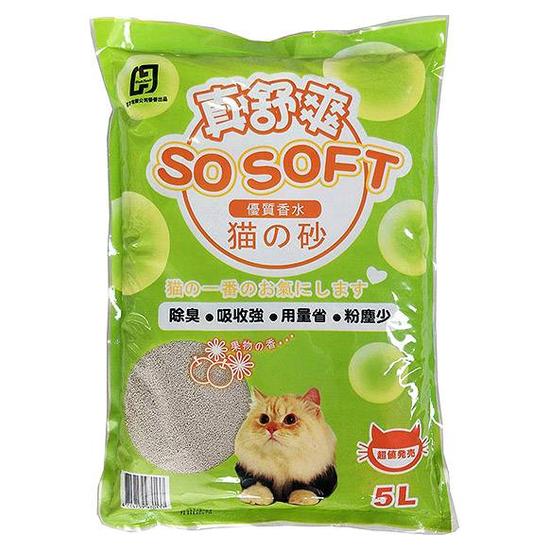 真舒爽
SO SOFT
優質香水
猫の砂
猫の一番のお氣にします
除臭●吸收強●用量省●粉塵少
果物の香...
超値発売
5L